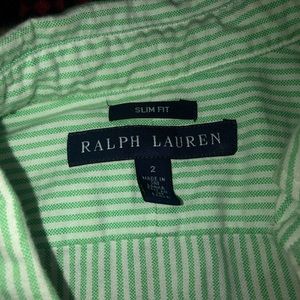 SLIM FIT
RALPH LAUREN
2
MADE IN